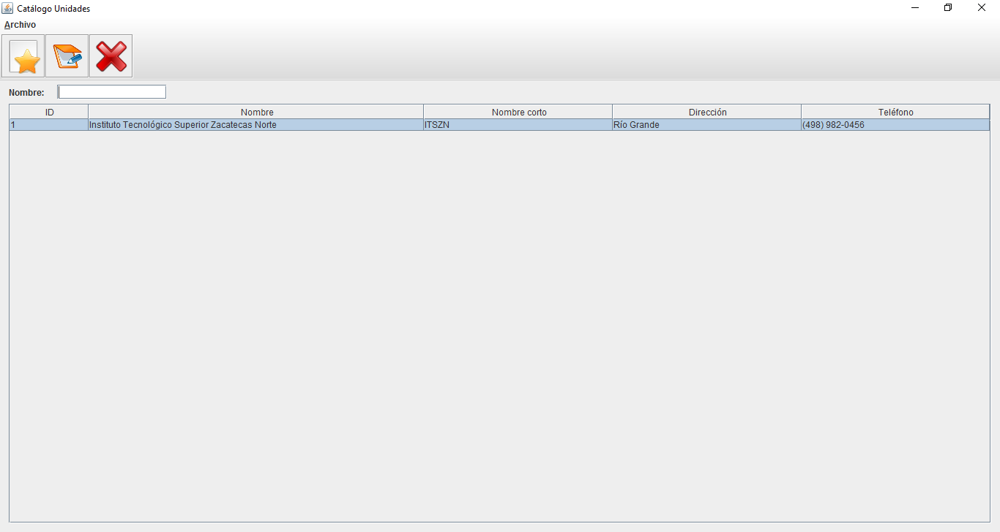 Catálogo Unidades
Archivo
Nombre:
ID Nombre Nombre corto Dirección Teléfono
1 Instituto Tecnológico Superior Zacatecas Norte ITSZN Río Grande (498) 982-0456